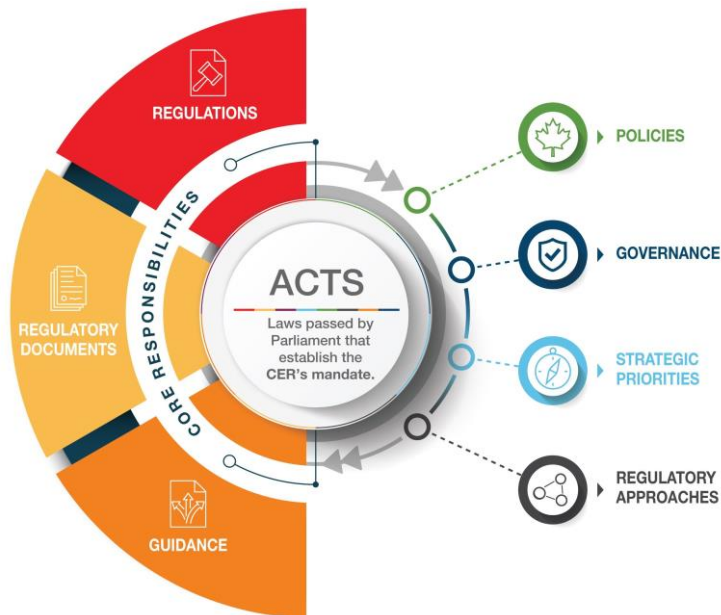 REGULATIONS
REGULATORY
DOCUMENTS
GUIDANCE
CORE RESPONSIBILITIES
ACTS
Laws passed by
Parliament that
establish the
CER's mandate.
POLICIES
GOVERNANCE
STRATEGIC
PRIORITIES
REGULATORY
APPROACHES